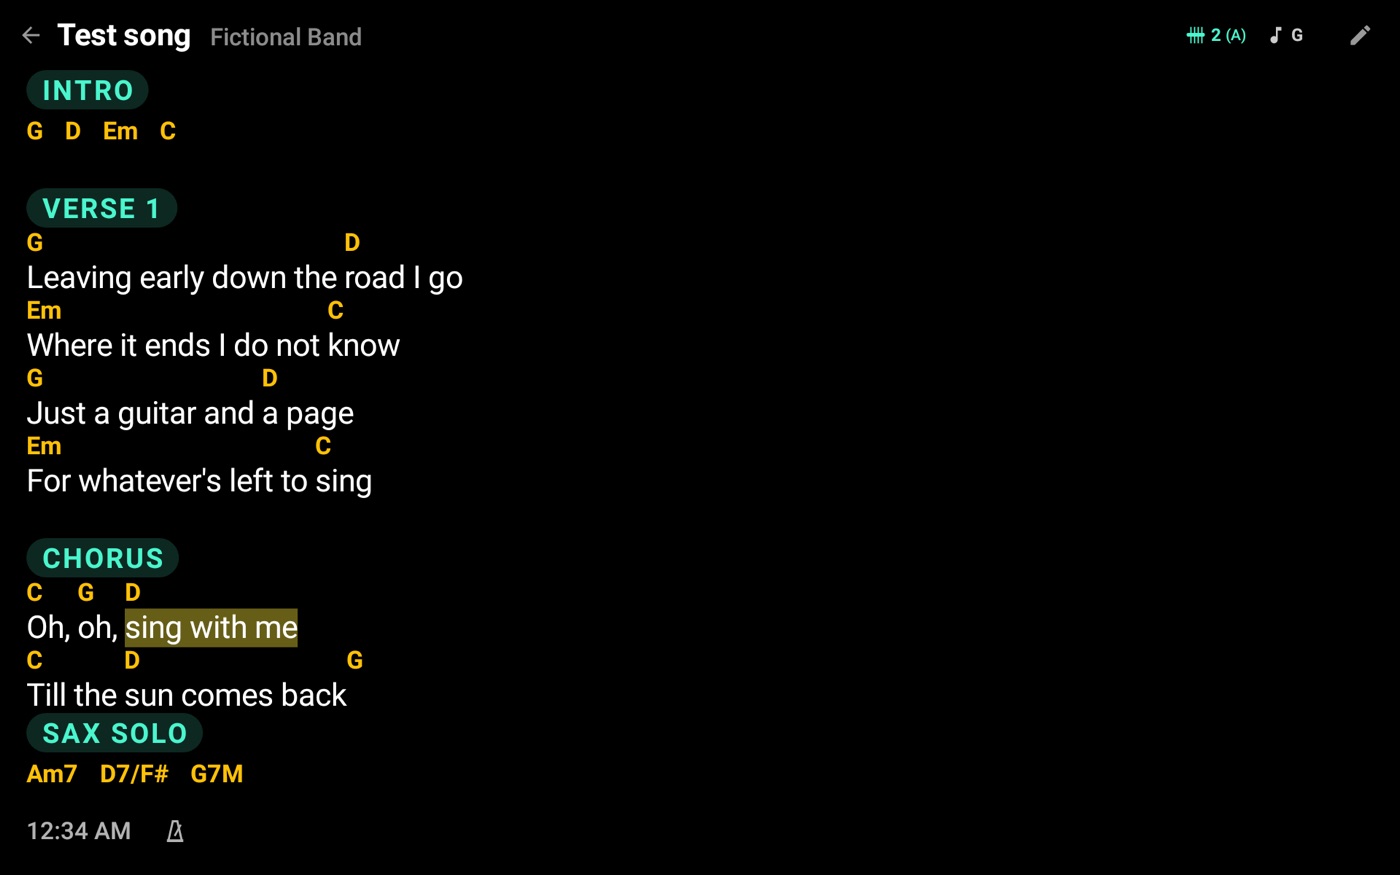 Test song Fictional Band 2 (A) G
INTRO
G D Em C
VERSE 1
G D
Leaving early down the road I go
Em C
Where it ends I do not know
G D
Just a guitar and a page
Em C
For whatever's left to sing
CHORUS
C G D
Oh, oh, sing with me
C D G
Till the sun comes back
SAX SOLO
Am7 D7/F# G7M
12:34 AM